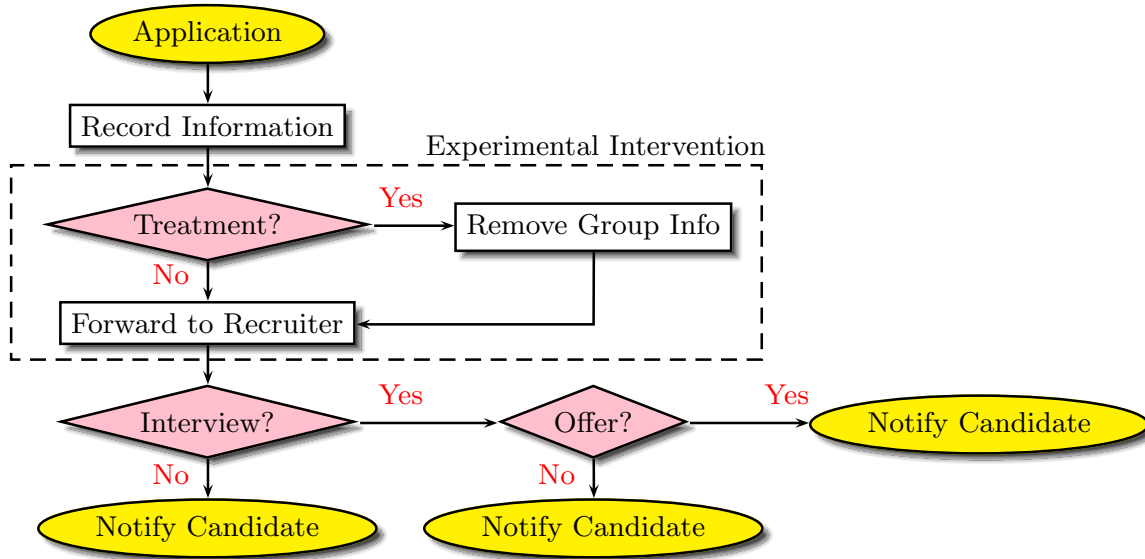 Application
Record Information
Experimental Intervention
Treatment?
Yes
Remove Group Info
No
Forward to Recruiter
Interview?
Yes
Offer?
Yes
Notify Candidate
No
No
Notify Candidate
Notify Candidate